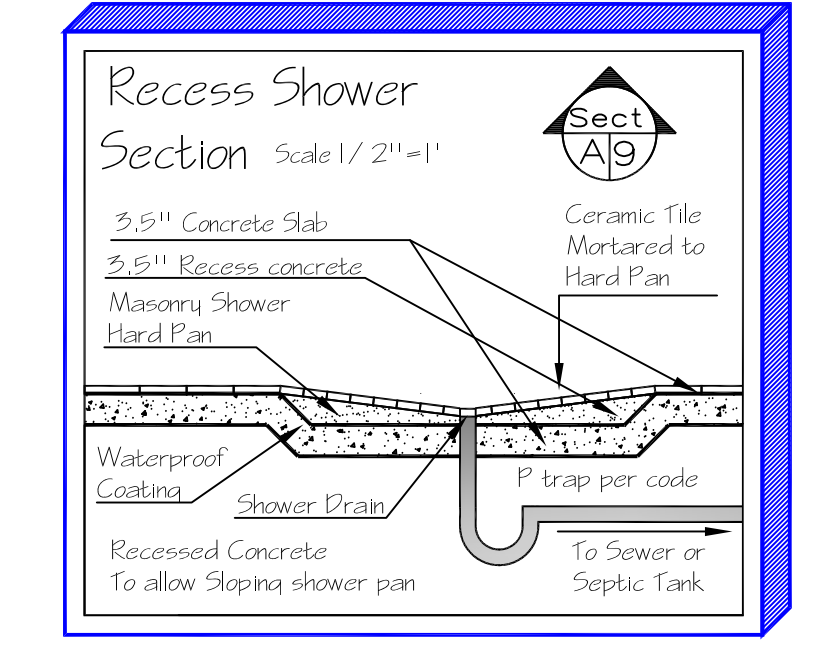 Recess Shower
Section Scale 1/ 2"=1'
Sect
A 9
3.5" Concrete Slab
3.5" Recess concrete
Masonry Shower
Hard Pan
Ceramic Tile
Mortared to
Hard Pan
Waterproof
Coating
Shower Drain
P trap per code
Recessed Concrete
To allow Sloping shower pan
To Sewer or
Septic Tank